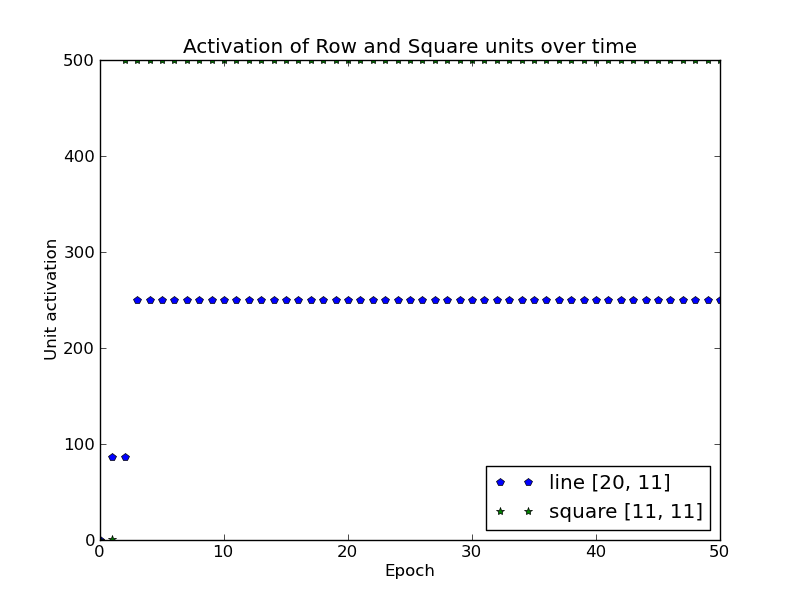 Activation of Row and Square units over time
500
400
300
200
100
0
Unit activation
0 10 20 30 40 50
Epoch
line [20, 11]
square [11, 11]